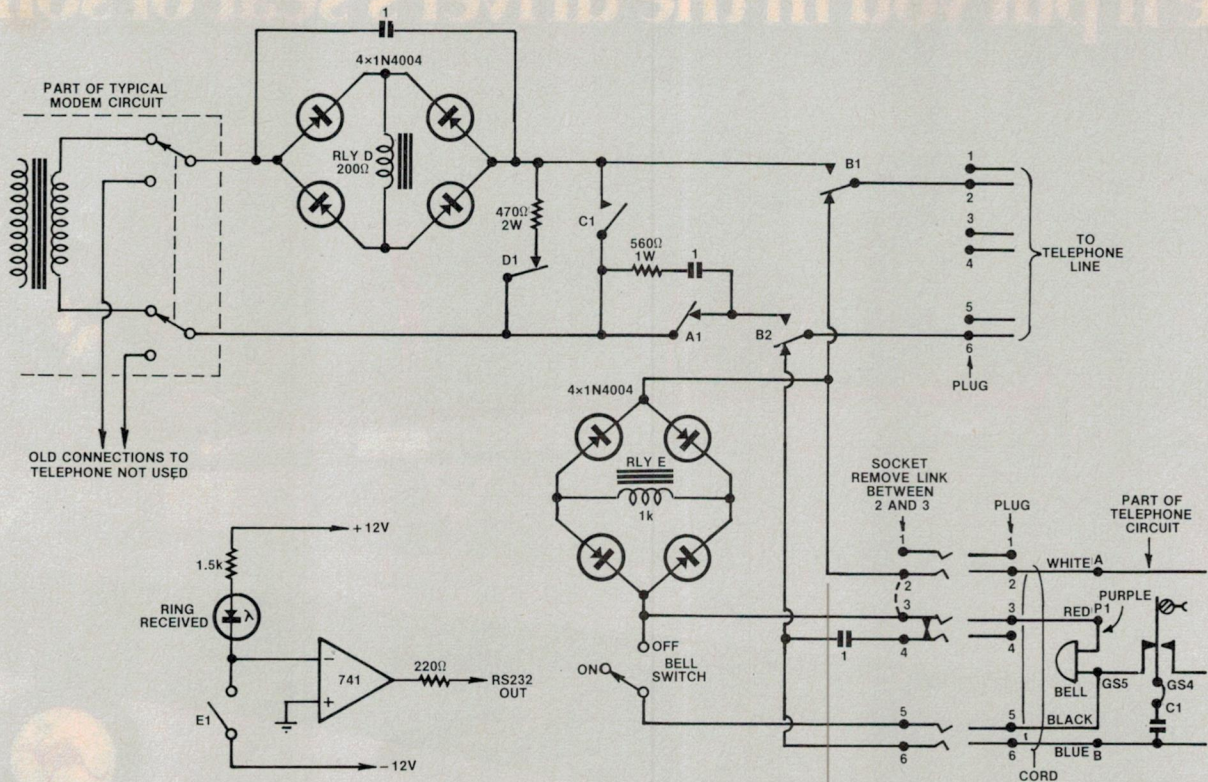 1
4×1N4004
PART OF TYPICAL
MODEM CIRCUIT
RLY D
200Ω
470Ω
2W
D1
C1
560Ω
1W
1
A1
B1
B2
1
2
3
4
5
6
TO
TELEPHONE
LINE
PLUG
OLD CONNECTIONS TO
TELEPHONE NOT USED
4×1N4004
RLY E
1k
OFF
ON
BELL
SWITCH
1
SOCKET
REMOVE LINK
BETWEEN
2 AND 3
1
2
3
4
5
6
PLUG
1
2
3
4
5
6
PART OF
TELEPHONE
CIRCUIT
WHITE
A
PURPLE
RED
P1
BELL
GS5
GS4
C1
BLACK
BLUE
B
CORD
+12V
1.5k
RING
RECEIVED
λ
−
741
+
220Ω
RS232
OUT
E1
−12V